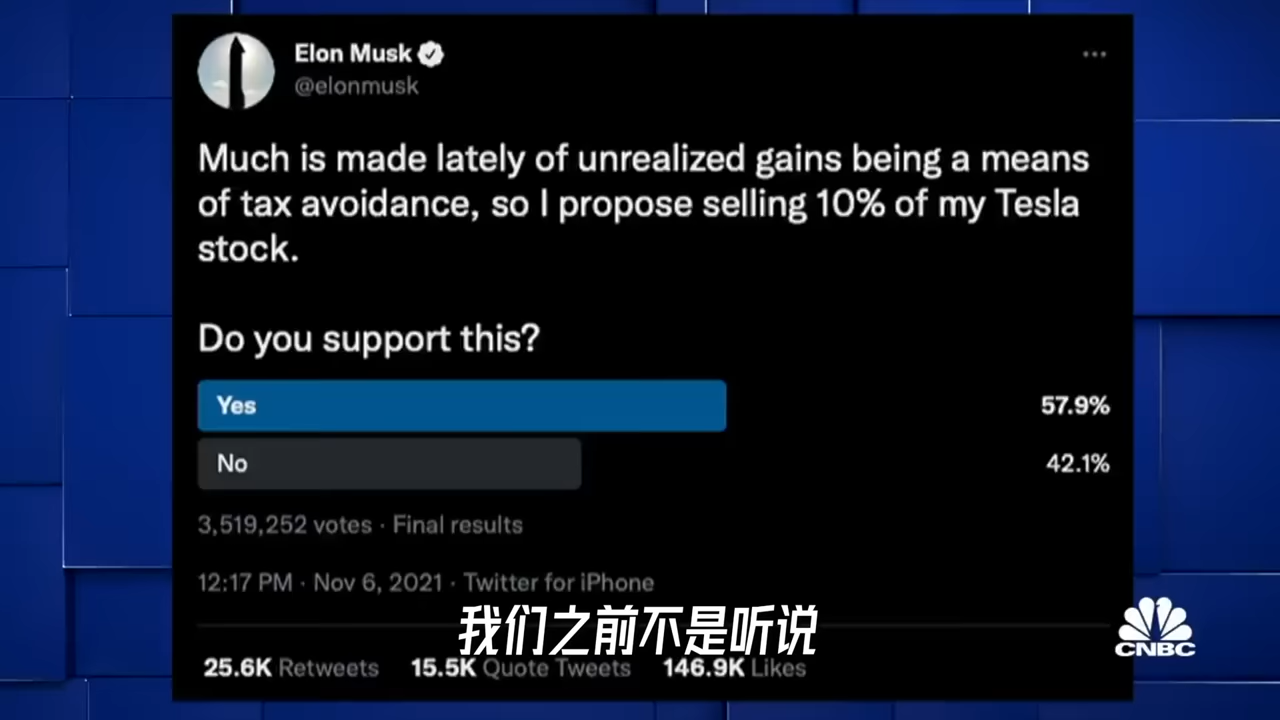 Elon Musk
@elonmusk
Much is made lately of unrealized gains being a means
of tax avoidance, so I propose selling 10% of my Tesla
stock.
Do you support this?
Yes 57.9%
No 42.1%
3,519,252 votes · Final results
12:17 PM · Nov 6, 2021 · Twitter for iPhone
我们之前不是听说
25.6K Retweets 15.5K Quote Tweets 146.9K Likes
CNBC